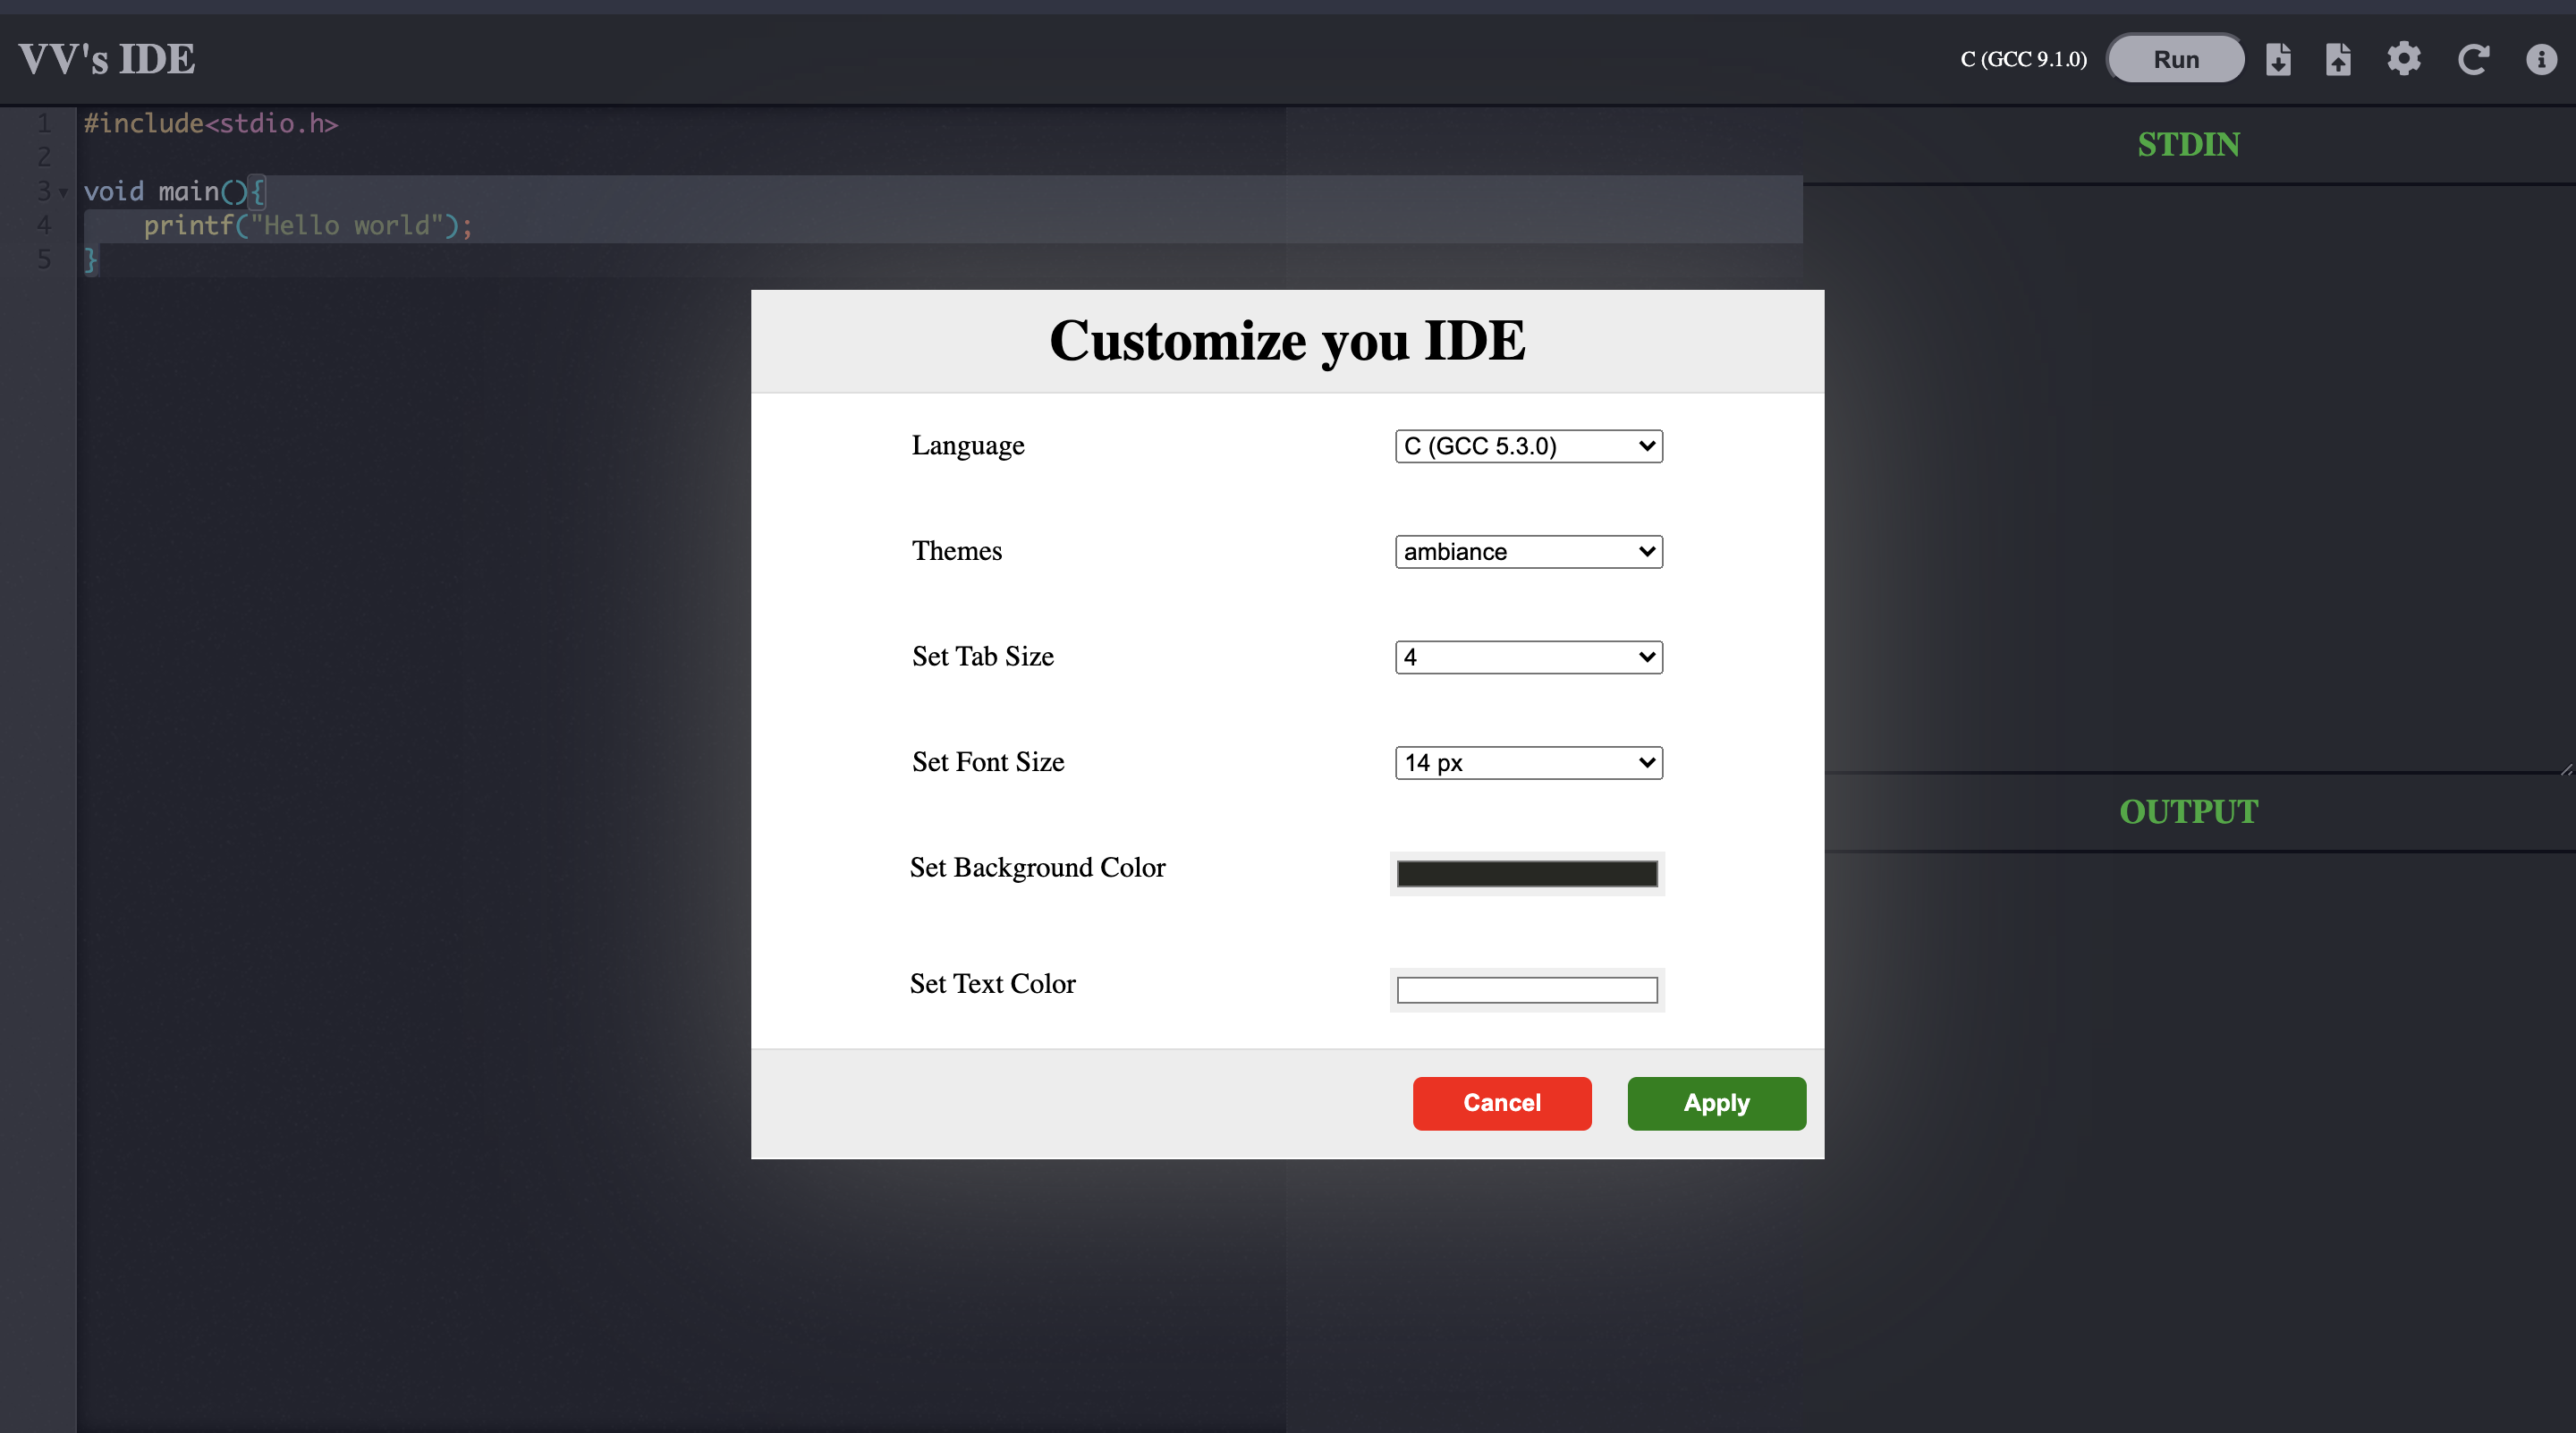 VV's IDE
C (GCC 9.1.0)
Run
1 #include<stdio.h>
2
3 void main(){
4     printf("Hello world");
5 }
STDIN
Customize you IDE
Language
C (GCC 5.3.0)
Themes
ambiance
Set Tab Size
4
Set Font Size
14 px
Set Background Color
Set Text Color
Cancel
Apply
OUTPUT